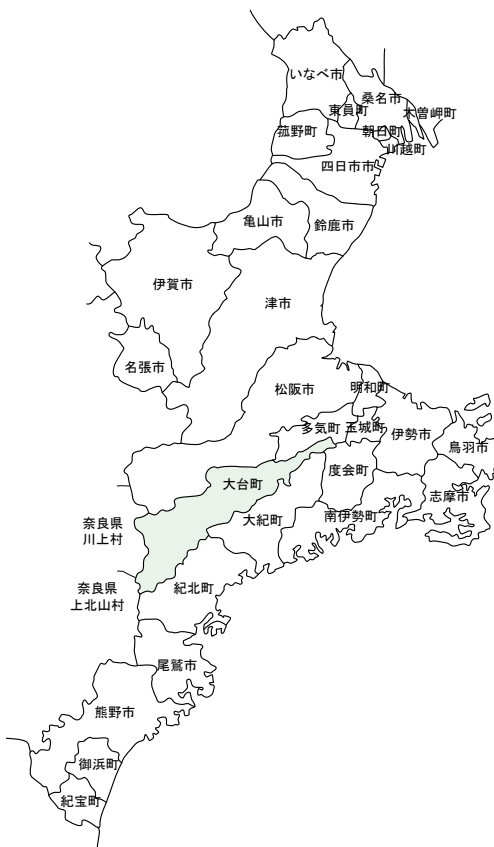 いなべ市
桑名市
東員町
木曽岬町
菰野町
朝日町
川越町
四日市市
亀山市
鈴鹿市
伊賀市
津市
名張市
松阪市
明和町
多気町
玉城町
伊勢市
鳥羽市
度会町
大台町
志摩市
大紀町
南伊勢町
奈良県
川上村
奈良県
上北山村
紀北町
尾鷲市
熊野市
御浜町
紀宝町